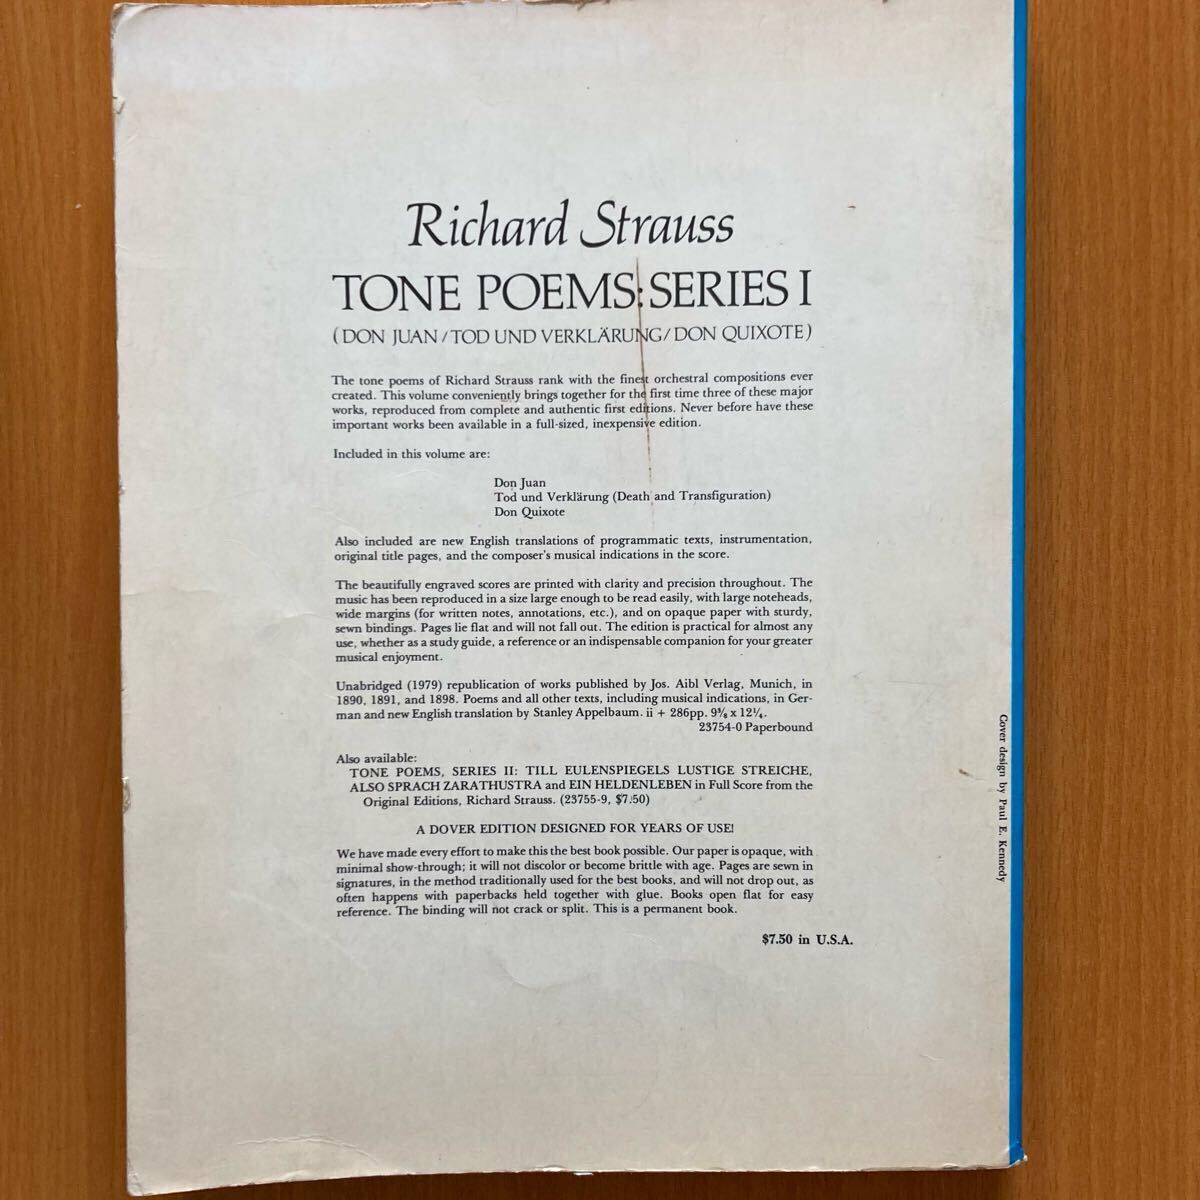 Richard Strauss
TONE POEMS: SERIES I
(DON JUAN/TOD UND VERKLÄRUNG/DON QUIXOTE)
The tone poems of Richard Strauss rank with the finest orchestral compositions ever
created. This volume conveniently brings together for the first time three of these major
works, reproduced from complete and authentic first editions. Never before have these
important works been available in a full-sized, inexpensive edition.
Included in this volume are:
Don Juan
Tod und Verklärung (Death and Transfiguration)
Don Quixote
Also included are new English translations of programmatic texts, instrumentation,
original title pages, and the composer's musical indications in the score.
The beautifully engraved scores are printed with clarity and precision throughout. The
music has been reproduced in a size large enough to be read easily, with large noteheads,
wide margins (for written notes, annotations, etc.), and on opaque paper with sturdy,
sewn bindings. Pages lie flat and will not fall out. The edition is practical for almost any
use, whether as a study guide, a reference or an indispensable companion for your greater
musical enjoyment.
Unabridged (1979) republication of works published by Jos. Aibl Verlag, Munich, in
1890, 1891, and 1898. Poems and all other texts, including musical indications, in Ger-
man and new English translation by Stanley Appelbaum. ii + 286pp. 9⅜ x 12¼.
23754-0 Paperbound
Also available:
TONE POEMS, SERIES II: TILL EULENSPIEGELS LUSTIGE STREICHE,
ALSO SPRACH ZARATHUSTRA and EIN HELDENLEBEN in Full Score from the
Original Editions, Richard Strauss. (23755-9, $7.50)
A DOVER EDITION DESIGNED FOR YEARS OF USE!
We have made every effort to make this the best book possible. Our paper is opaque, with
minimal show-through; it will not discolor or become brittle with age. Pages are sewn in
signatures, in the method traditionally used for the best books, and will not drop out, as
often happens with paperbacks held together with glue. Books open flat for easy
reference. The binding will not crack or split. This is a permanent book.
$7.50 in U.S.A.
Cover design by Paul E. Kennedy